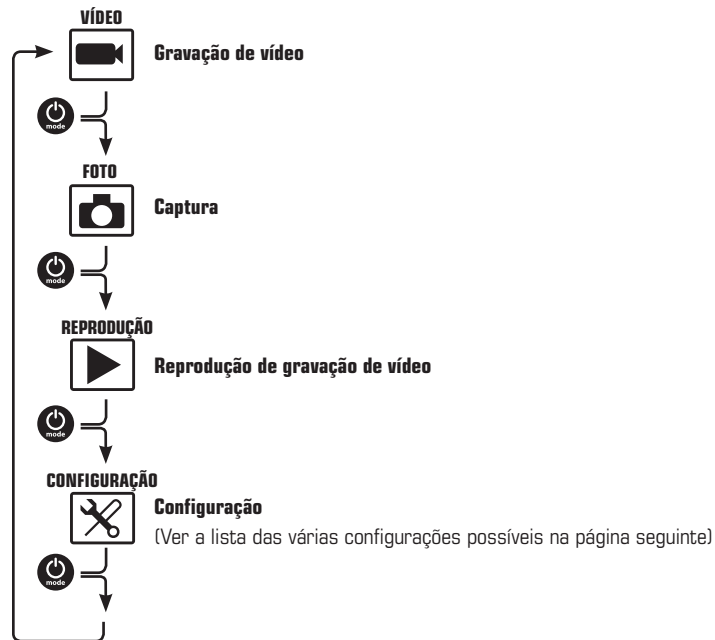 VÍDEO
Gravação de vídeo
mode
FOTO
Captura
mode
REPRODUÇÃO
Reprodução de gravação de vídeo
mode
CONFIGURAÇÃO
Configuração
(Ver a lista das várias configurações possíveis na página seguinte)
mode